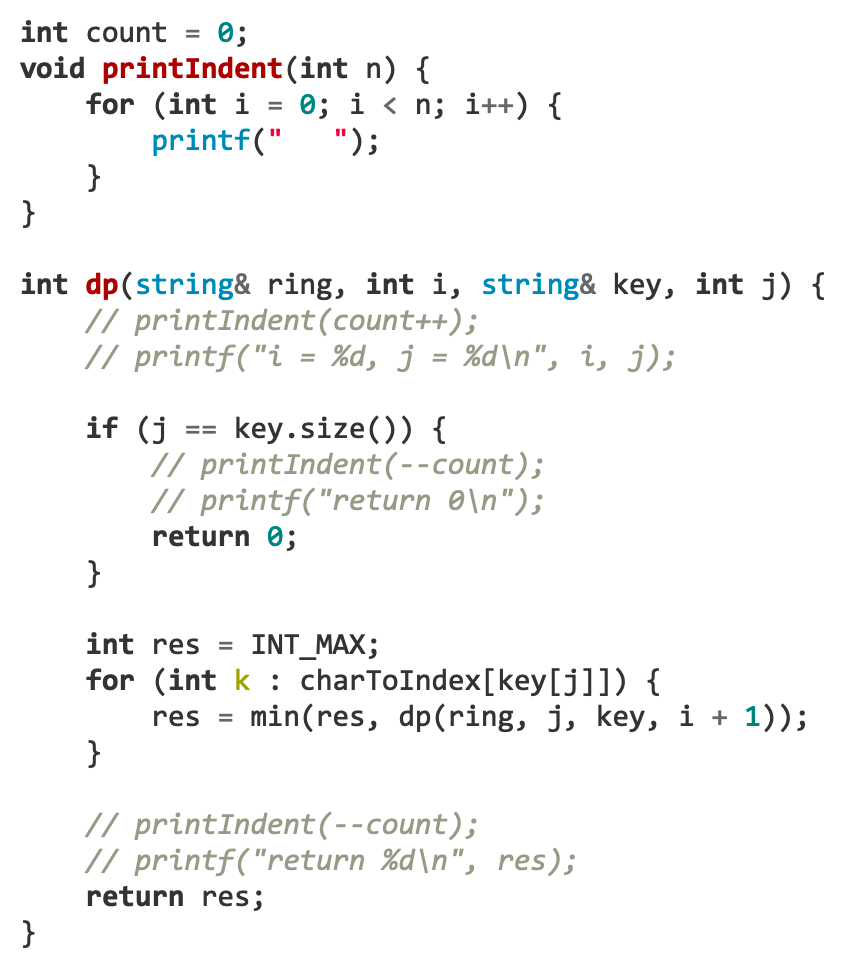 int count = 0;
void printIndent(int n) {
    for (int i = 0; i < n; i++) {
        printf("   ");
    }
}

int dp(string& ring, int i, string& key, int j) {
    // printIndent(count++);
    // printf("i = %d, j = %d\n", i, j);

    if (j == key.size()) {
        // printIndent(--count);
        // printf("return 0\n");
        return 0;
    }

    int res = INT_MAX;
    for (int k : charToIndex[key[j]]) {
        res = min(res, dp(ring, j, key, i + 1));
    }

    // printIndent(--count);
    // printf("return %d\n", res);
    return res;
}